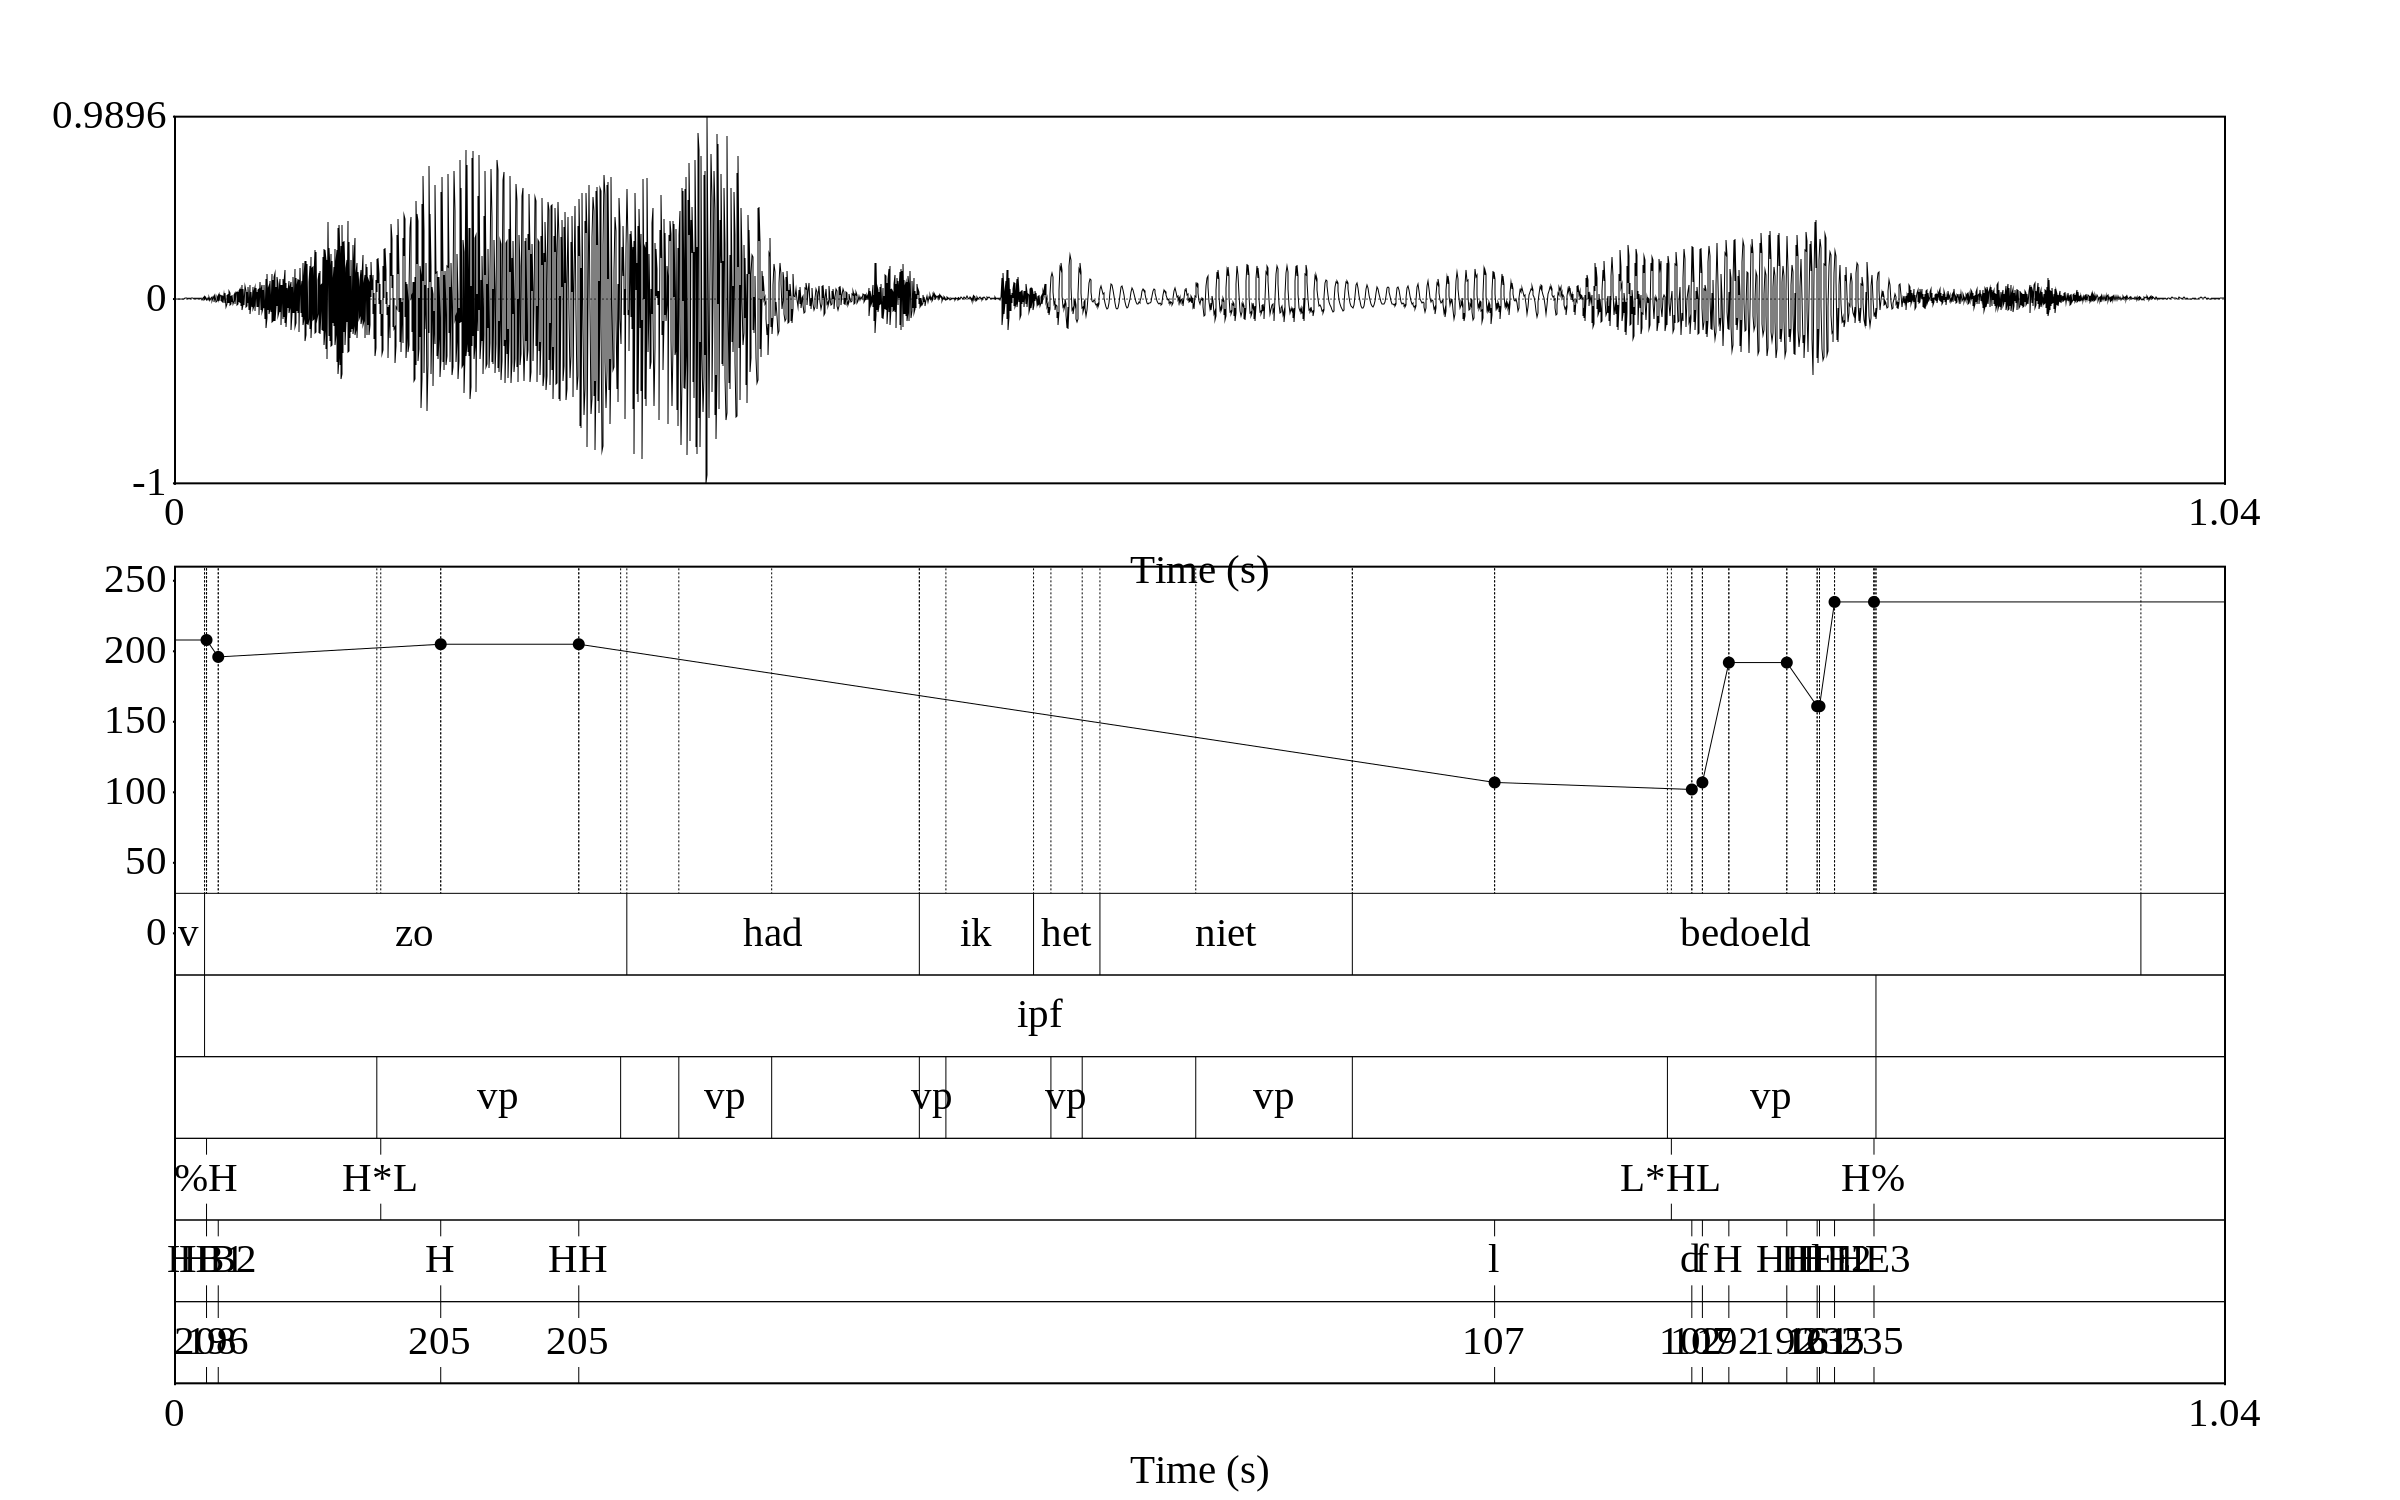 0.9896
0
-1
0 1.04
Time (s)
250
200
150
100
50
0
v zo had ik het niet bedoeld
ipf
vp vp vp vp vp vp
%H H*L L*HL H%
H HH l d f H
205 205 107
0 1.04
Time (s)